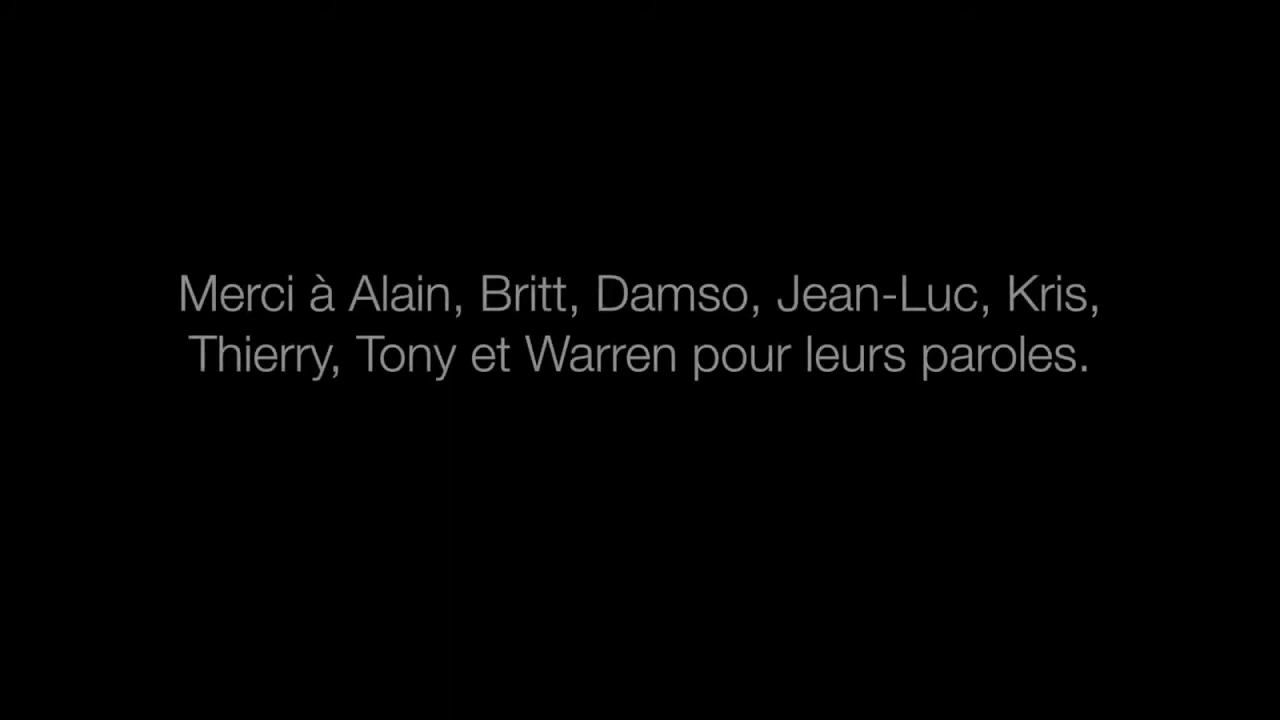 Merci à Alain, Britt, Damso, Jean-Luc, Kris,
Thierry, Tony et Warren pour leurs paroles.